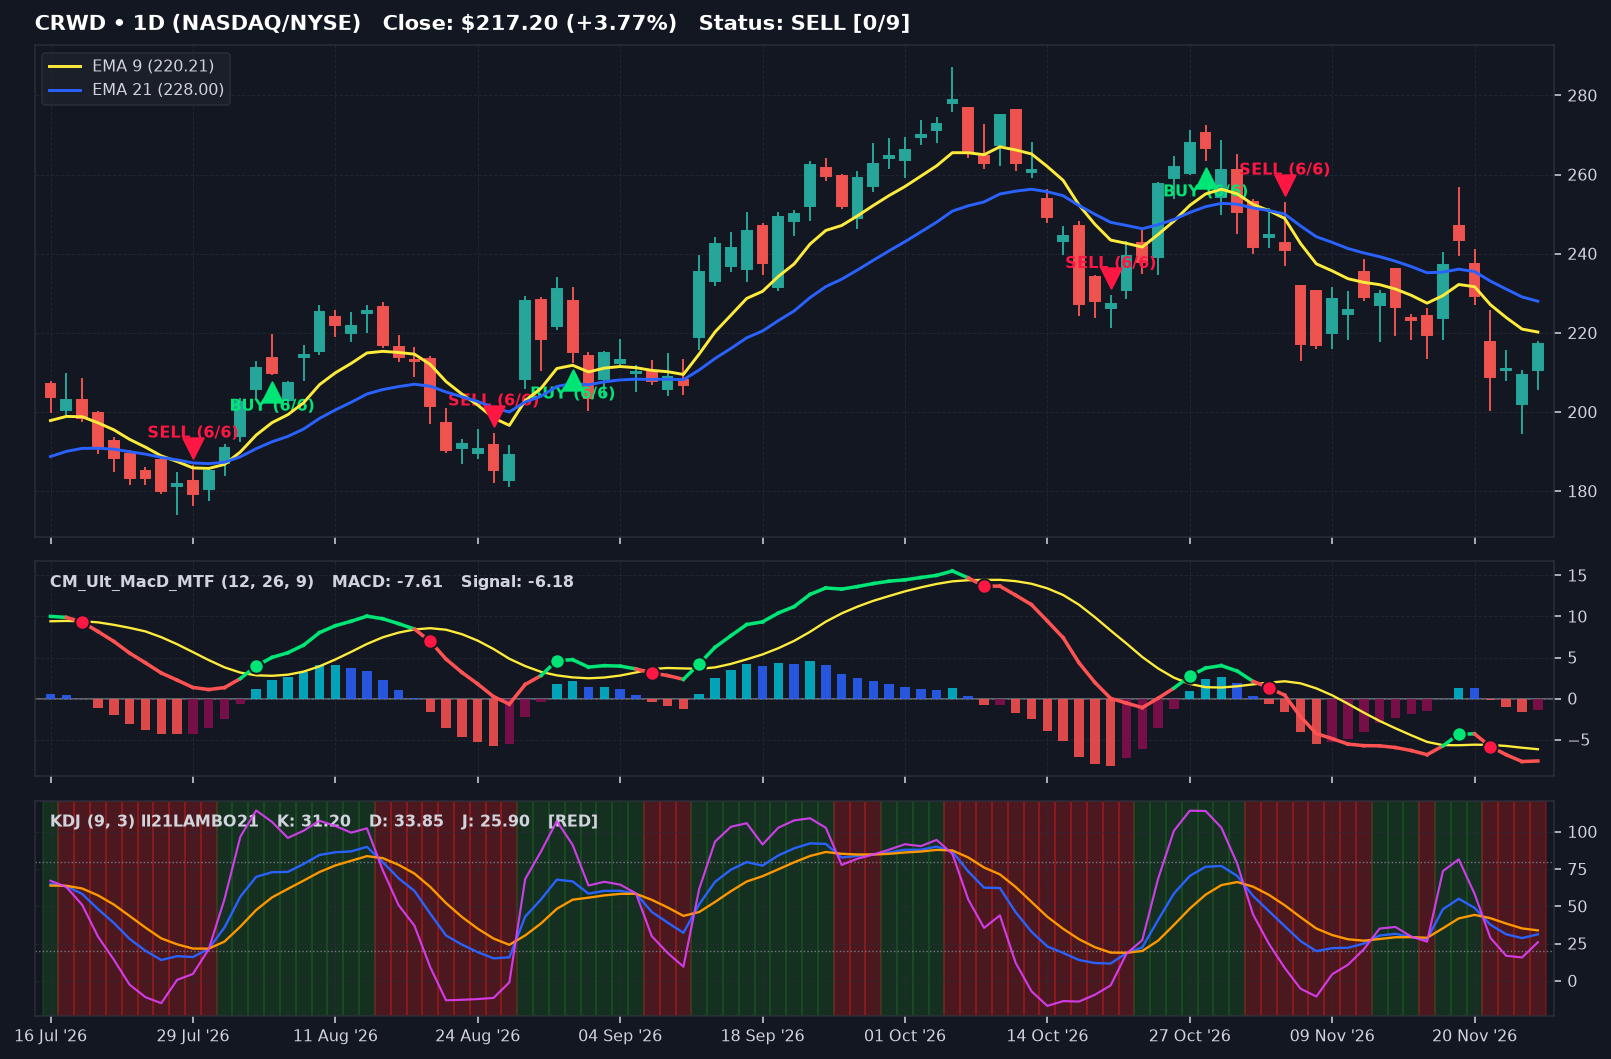 CRWD • 1D (NASDAQ/NYSE) Close: $217.20 (+3.77%) Status: SELL [0/9]
EMA 9 (220.21)
EMA 21 (228.00)
280
260
240
220
200
180
SELL (6/6)
BUY (6/6)
SELL (6/6)
BUY (6/6)
SELL (6/6)
BUY
SELL (6/6)
CM_Ult_MacD_MTF (12, 26, 9) MACD: -7.61 Signal: -6.18
15
10
5
0
−5
KDJ (9, 3) II21LAMBO21 K: 31.20 D: 33.85 J: 25.90 [RED]
100
75
50
25
0
16 Jul '26
29 Jul '26
11 Aug '26
24 Aug '26
04 Sep '26
18 Sep '26
01 Oct '26
14 Oct '26
27 Oct '26
09 Nov '26
20 Nov '26